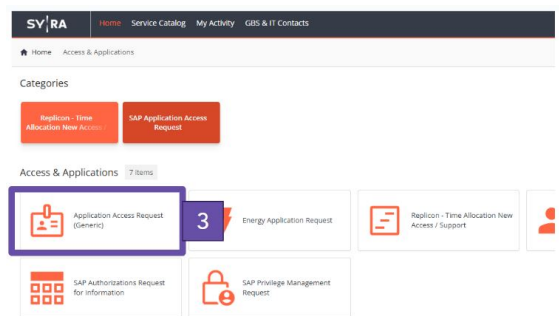 SY¦RA
Home Service Catalog My Activity GBS & IT Contacts
Home Access & Applications
Categories
Replicon - Time
Allocation New Access /
SAP Application Access
Request
Access & Applications 7 items
Application Access Request
(Generic)
3
Energy Application Request
Replicon - Time Allocation New
Access / Support
SAP Authorizations Request
for Information
SAP Privilege Management
Request